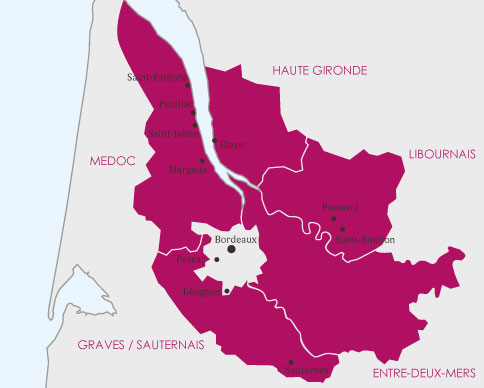 HAUTE GIRONDE
Saint-Estèphe
Pauillac
Saint-Julien
Blaye
LIBOURNAIS
MEDOC
Margaux
Pomerol
Saint-Emilion
Bordeaux
Pessac
Léognan
GRAVES / SAUTERNAIS
Sauternes
ENTRE-DEUX-MERS